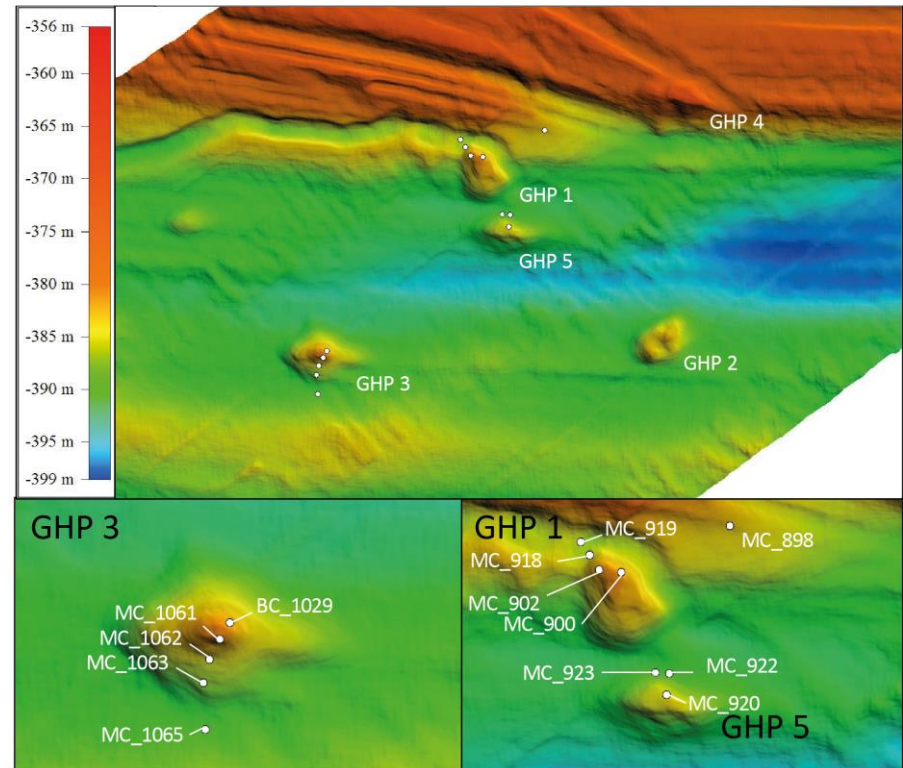 -356 m
-360 m
-365 m
-370 m
-375 m
-380 m
-385 m
-390 m
-395 m
-399 m
GHP 4
GHP 1
GHP 5
GHP 2
GHP 3
GHP 3
MC_1061
BC_1029
MC_1062
MC_1063
MC_1065
GHP 1
MC_919
MC_898
MC_918
MC_902
MC_900
MC_923
MC_922
MC_920
GHP 5